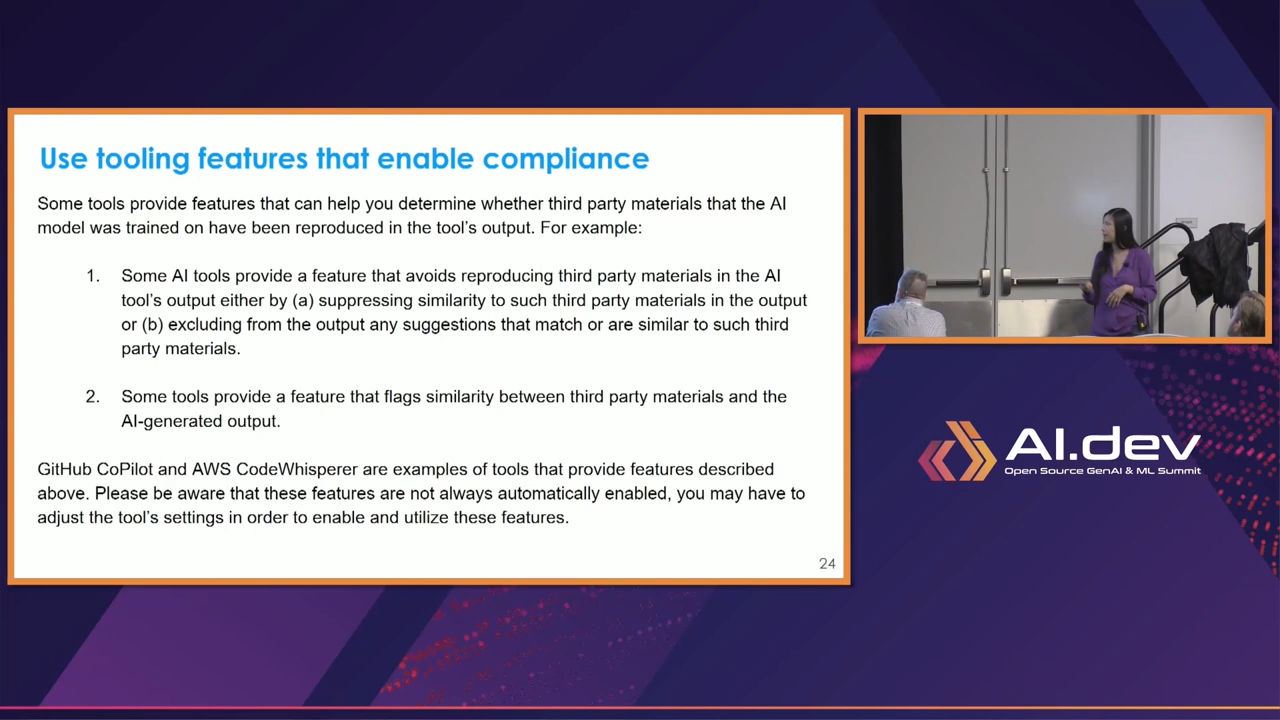 Use tooling features that enable compliance
Some tools provide features that can help you determine whether third party materials that the AI
model was trained on have been reproduced in the tool's output. For example:
1. Some AI tools provide a feature that avoids reproducing third party materials in the AI
tool's output either by (a) suppressing similarity to such third party materials in the output
or (b) excluding from the output any suggestions that match or are similar to such third
party materials.
2. Some tools provide a feature that flags similarity between third party materials and the
AI-generated output.
GitHub CoPilot and AWS CodeWhisperer are examples of tools that provide features described
above. Please be aware that these features are not always automatically enabled, you may have to
adjust the tool's settings in order to enable and utilize these features.
24
AI.dev
Open Source GenAI & ML Summit